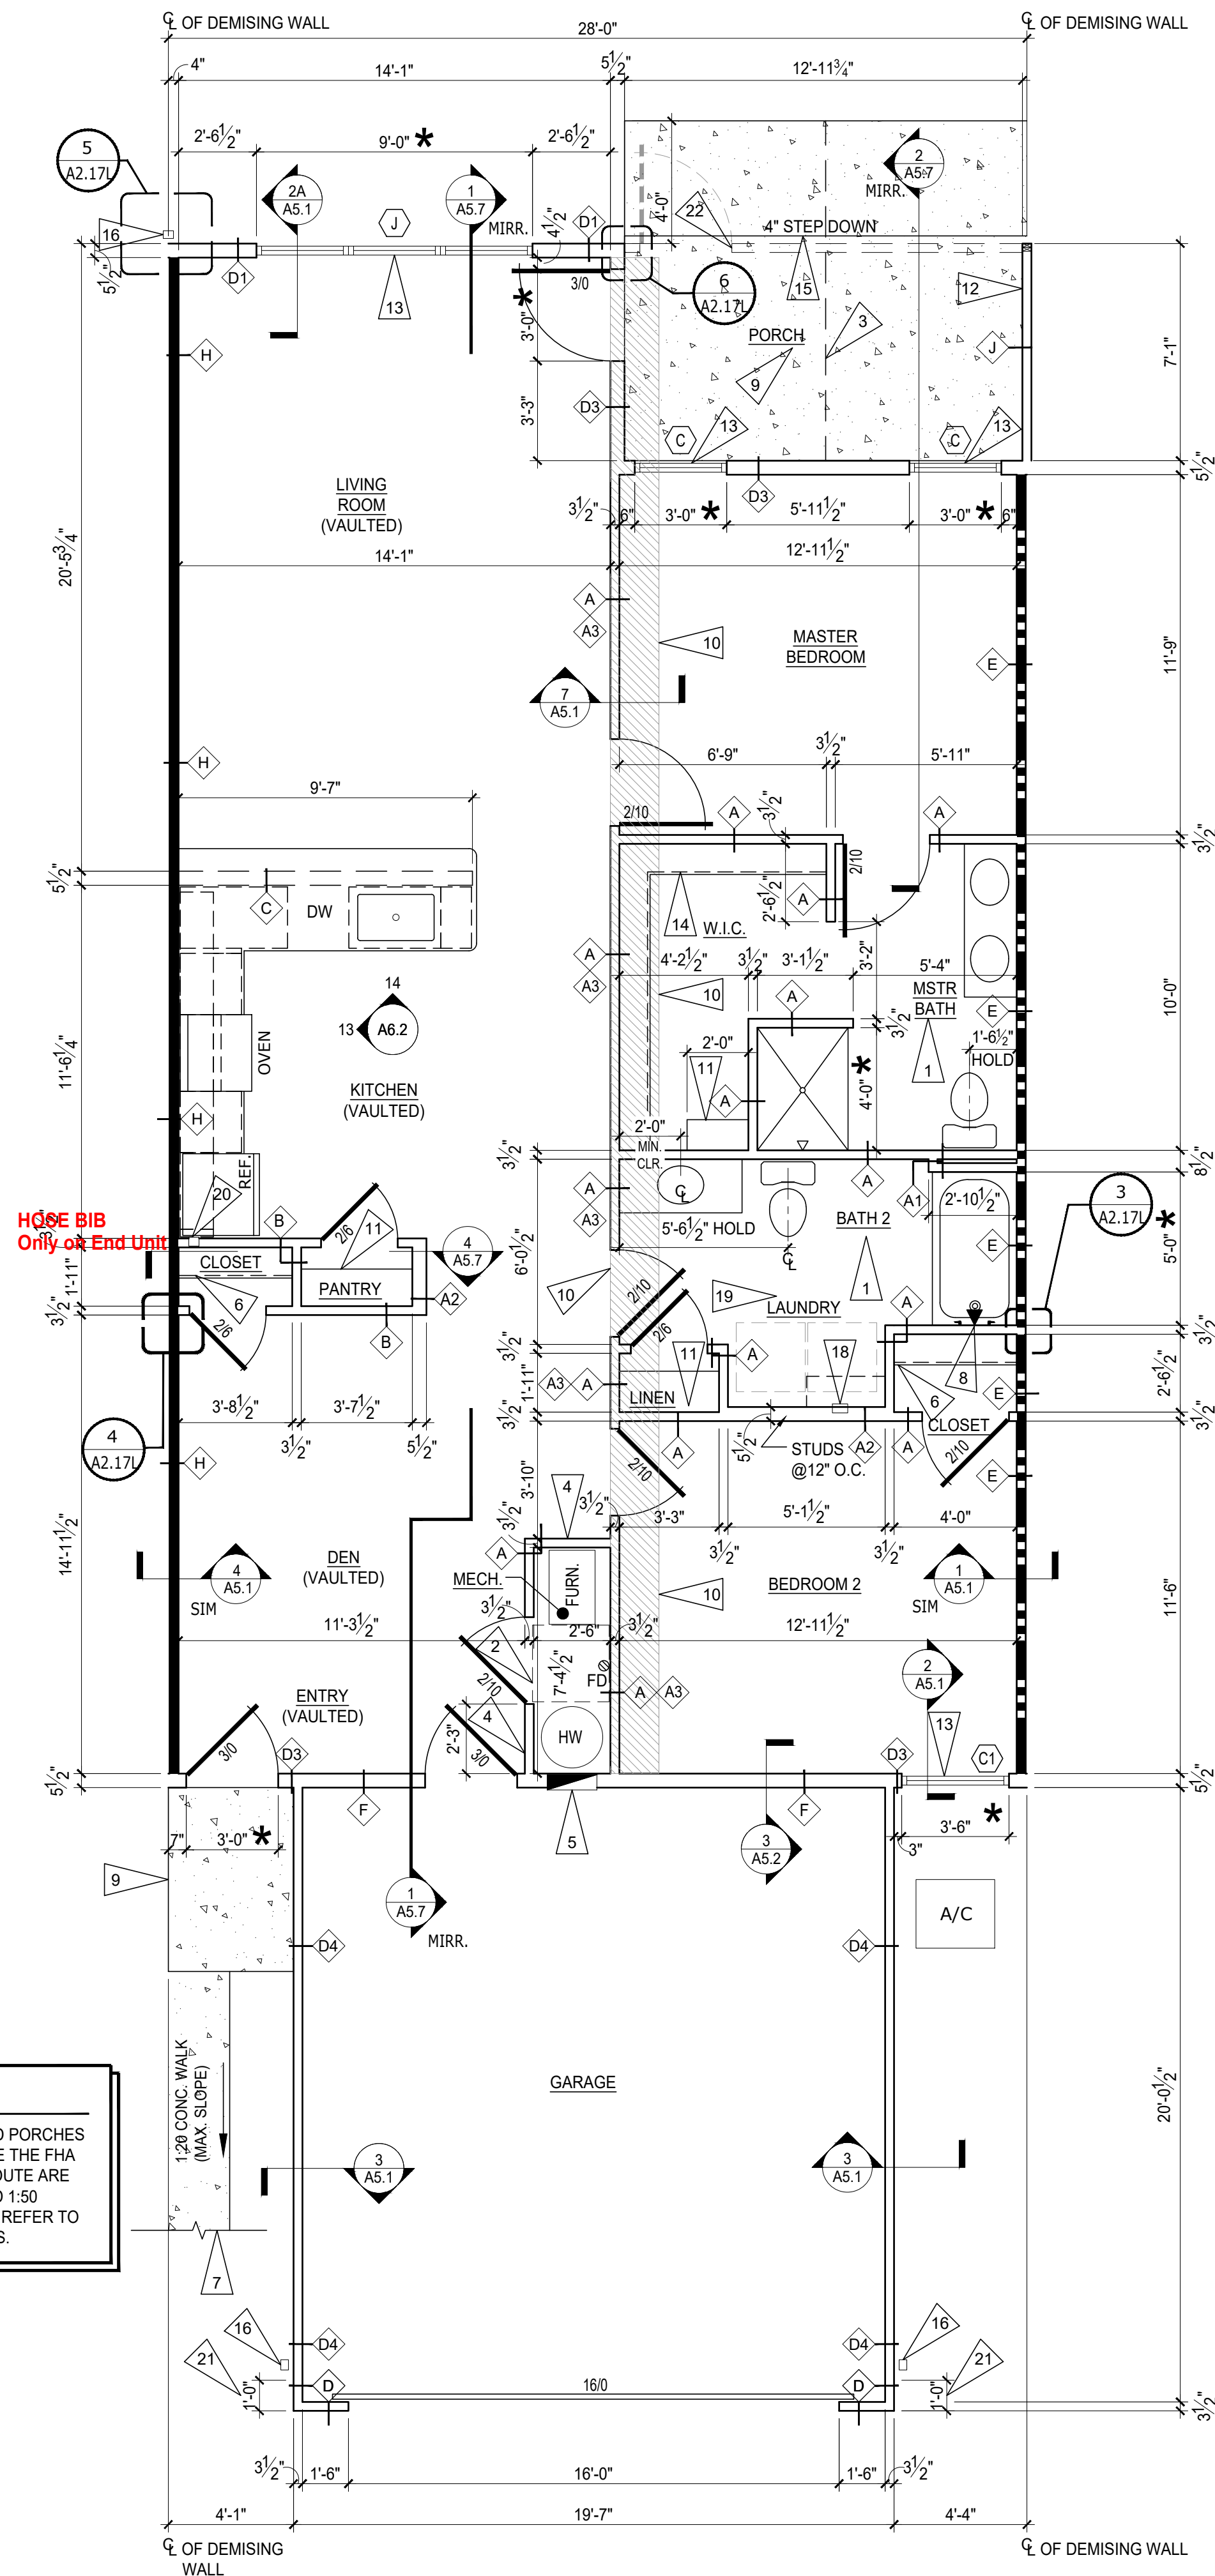 ℄ OF DEMISING WALL
℄ OF DEMISING WALL
28'-0"
4"
14'-1"
5½"
12'-11¾"
2'-6½"
9'-0" *
2'-6½"
5
A2.17L
2A
A5.1
J
1
A5.7
MIRR.
4½"
D1
4'-0"
22
2
A5.7
MIRR.
4" STEP DOWN
16
5½"
D1
13
3/0
6
A2.17L
15
12
3'-0" *
PORCH
3
9
J
7'-1"
H
3'-3"
D3
C
13
C
13
D3
5½"
LIVING
ROOM
(VAULTED)
3½"
6"
3'-0" *
5'-11½"
3'-0" *
6"
20'-5¾"
14'-1"
12'-11½"
A
A3
10
MASTER
BEDROOM
E
11'-9"
7
A5.1
H
6'-9"
3½"
5'-11"
9'-7"
2/10
3½"
A
A
3½"
5½"
C
DW
2'-6½"
2/10
A
14
W.I.C.
A
A3
10
4'-2½"
3½"
3'-1½"
3'-2"
5'-4"
MSTR
BATH
E
10'-0"
14
13
A6.2
A
3½"
1'-6½"
HOLD
11'-6¼"
OVEN
KITCHEN
(VAULTED)
2'-0"
11
A
4'-0" *
1
H
2'-0"
MIN.
CLR.
3½"
REF.
20
A
A3
℄
A
A1
8½"
2'-10½"
3
A2.17L
HOSE BIB
Only on End Unit
3½"
B
2/6
11
4
A5.7
5'-6½" HOLD
BATH 2
5'-0" *
E
℄
CLOSET
PANTRY
1'-11"
6
A2
6'-0½"
10
2/10
19
LAUNDRY
1
3½"
2/6
B
2/6
A
A
3½"
3½"
11
18
8
2'-6½"
1'-11"
A3
A
LINEN
6
E
CLOSET
3'-8½"
3½"
3'-7½"
5½"
3½"
A
5½"
STUDS
@12" O.C.
A2
A
2/10
3½"
4
A2.17L
H
2/10
E
3'-10"
4
3½"
3'-3"
5'-1½"
4'-0"
3½"
3½"
3½"
14'-11½"
4
A5.1
SIM
DEN
(VAULTED)
A
MECH.
FURN.
10
BEDROOM 2
1
A5.1
SIM
11'-6"
11'-3½"
3½"
2'-6"
3½"
12'-11½"
2
7'-4½"
FD
A
A3
2
A5.1
ENTRY
(VAULTED)
2/10
4
2'-3"
HW
13
C1
3/0
D3
3/0
D3
5½"
5½"
F
5
F
7"
3'-0" *
3'-6" *
3"
9
3
A5.2
1
A5.7
MIRR.
A/C
D4
D4
1:20 CONC. WALK
(MAX. SLOPE)
GARAGE
20'-0½"
D PORCHES
E THE FHA
OUTE ARE
O 1:50
REFER TO
S.
3
A5.1
3
A5.1
7
16
D4
D4
16
21
21
1'-0"
D
16/0
D
1'-0"
3½"
3½"
1'-6"
16'-0"
1'-6"
3½"
4'-1"
19'-7"
4'-4"
℄ OF DEMISING
WALL
℄ OF DEMISING WALL